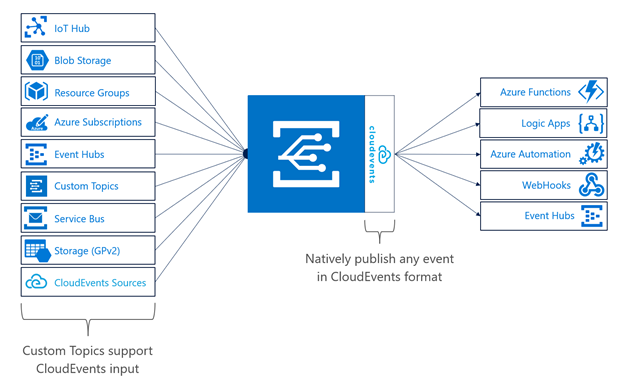 IoT Hub
Blob Storage
Resource Groups
Azure Subscriptions
Event Hubs
Custom Topics
Service Bus
Storage (GPv2)
CloudEvents Sources
Custom Topics support
CloudEvents input
cloudevents
Natively publish any event
in CloudEvents format
Azure Functions
Logic Apps
Azure Automation
WebHooks
Event Hubs